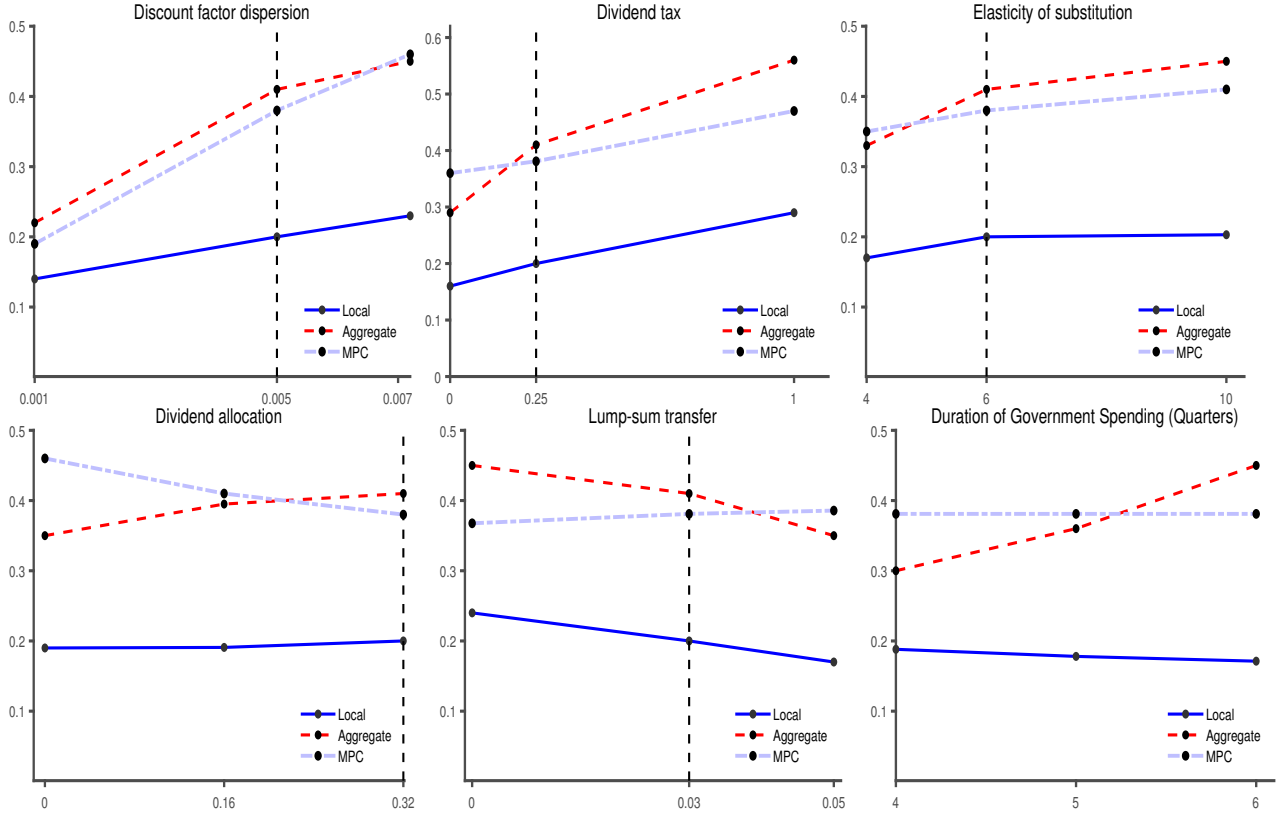 Discount factor dispersion
0.5
0.4
0.3
0.2
0.1
0.001
0.005
0.007
Local
Aggregate
MPC
Dividend tax
0.6
0.5
0.4
0.3
0.2
0.1
0
0
0.25
1
Local
Aggregate
MPC
Elasticity of substitution
0.5
0.4
0.3
0.2
0.1
4
6
10
Local
Aggregate
MPC
Dividend allocation
0.5
0.4
0.3
0.2
0.1
0
0.16
0.32
Local
Aggregate
MPC
Lump-sum transfer
0.5
0.4
0.3
0.2
0.1
0
0.03
0.05
Local
Aggregate
MPC
Duration of Government Spending (Quarters)
0.5
0.4
0.3
0.2
0.1
4
5
6
Local
Aggregate
MPC